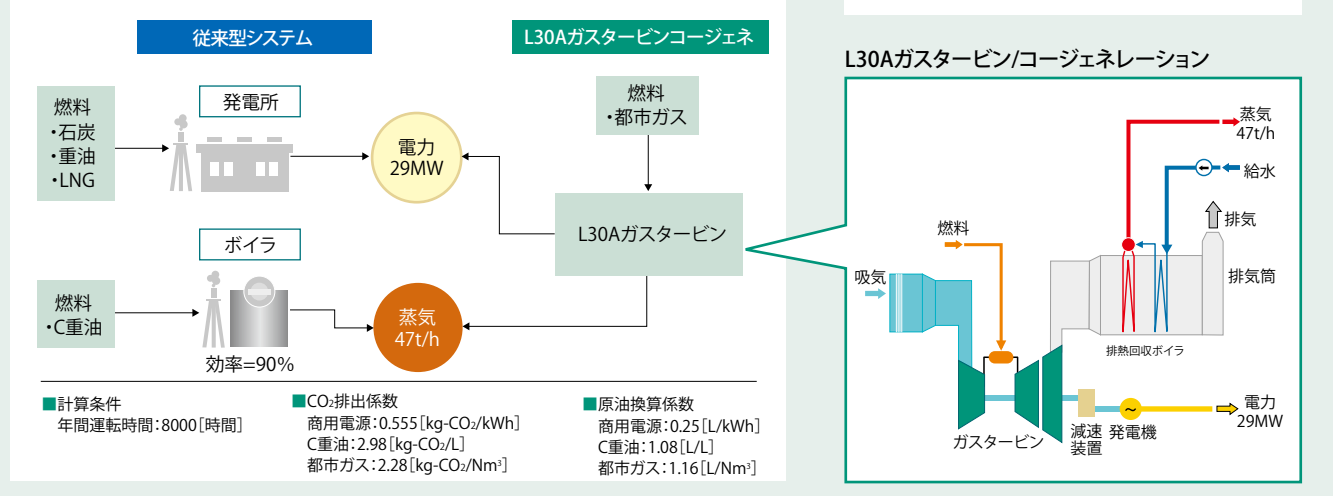 従来型システム
L30Aガスタービンコージェネ
燃料
・石炭
・重油
・LNG
発電所
電力
29MW
燃料
・都市ガス
L30Aガスタービン
ボイラ
燃料
・C重油
効率=90%
蒸気
47t/h
■計算条件
年間運転時間：8000［時間］
■CO₂排出係数
商用電源：0.555［kg-CO₂/kWh］
C重油：2.98［kg-CO₂/L］
都市ガス：2.28［kg-CO₂/Nm³］
■原油換算係数
商用電源：0.25［L/kWh］
C重油：1.08［L/L］
都市ガス：1.16［L/Nm³］
L30Aガスタービン/コージェネレーション
蒸気
47t/h
給水
排気
排気筒
燃料
吸気
排熱回収ボイラ
ガスタービン
減速
装置
発電機
電力
29MW